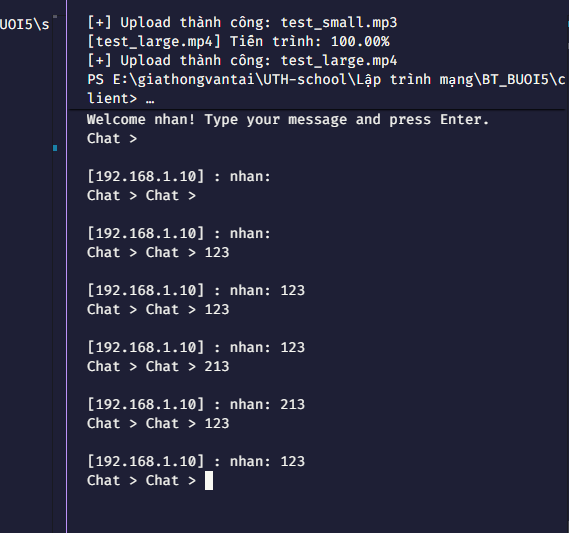 UOI5\s
[+] Upload thành công: test_small.mp3
[test_large.mp4] Tiến trình: 100.00%
[+] Upload thành công: test_large.mp4
PS E:\giathongvantai\UTH-school\Lập trình mạng\BT_BUOI5\c
lient> …
Welcome nhan! Type your message and press Enter.
Chat >
[192.168.1.10] : nhan:
Chat > Chat >
[192.168.1.10] : nhan:
Chat > Chat > 123
[192.168.1.10] : nhan: 123
Chat > Chat > 123
[192.168.1.10] : nhan: 123
Chat > Chat > 213
[192.168.1.10] : nhan: 213
Chat > Chat > 123
[192.168.1.10] : nhan: 123
Chat > Chat >